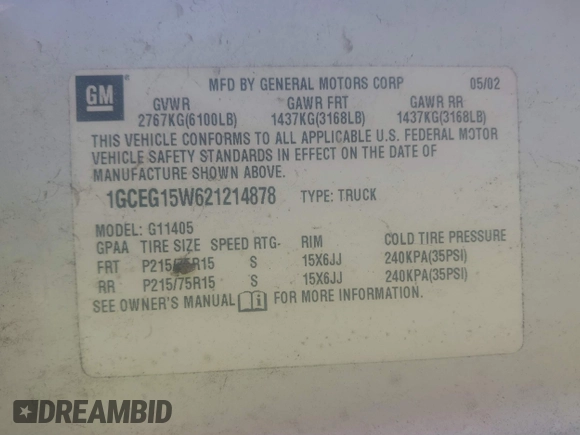 GM
MFD BY GENERAL MOTORS CORP 05/02
GVWR GAWR FRT GAWR RR
2767KG(6100LB) 1437KG(3168LB) 1437KG(3168LB)
THIS VEHICLE CONFORMS TO ALL APPLICABLE U.S. FEDERAL MOTOR
VEHICLE SAFETY STANDARDS IN EFFECT ON THE DATE OF
MANUFACTURE SHOWN ABOVE.
1GCEG15W621214878 TYPE: TRUCK
MODEL: G11405
GPAA TIRE SIZE SPEED RTG- RIM COLD TIRE PRESSURE
FRT P215/75R15 S 15X6JJ 240KPA(35PSI)
RR P215/75R15 S 15X6JJ 240KPA(35PSI)
SEE OWNER'S MANUAL FOR MORE INFORMATION.
DREAMBID